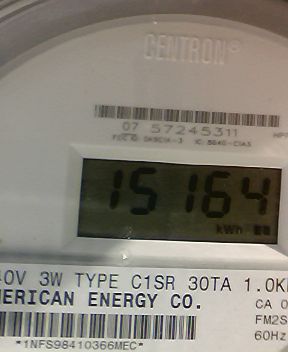 CENTRON®
07 57245311
15164
kWh
0V 3W TYPE C1SR 30TA 1.0K
MERICAN ENERGY CO.
CA 0
FM2S
60Hz
*1NFS98410366MEC*